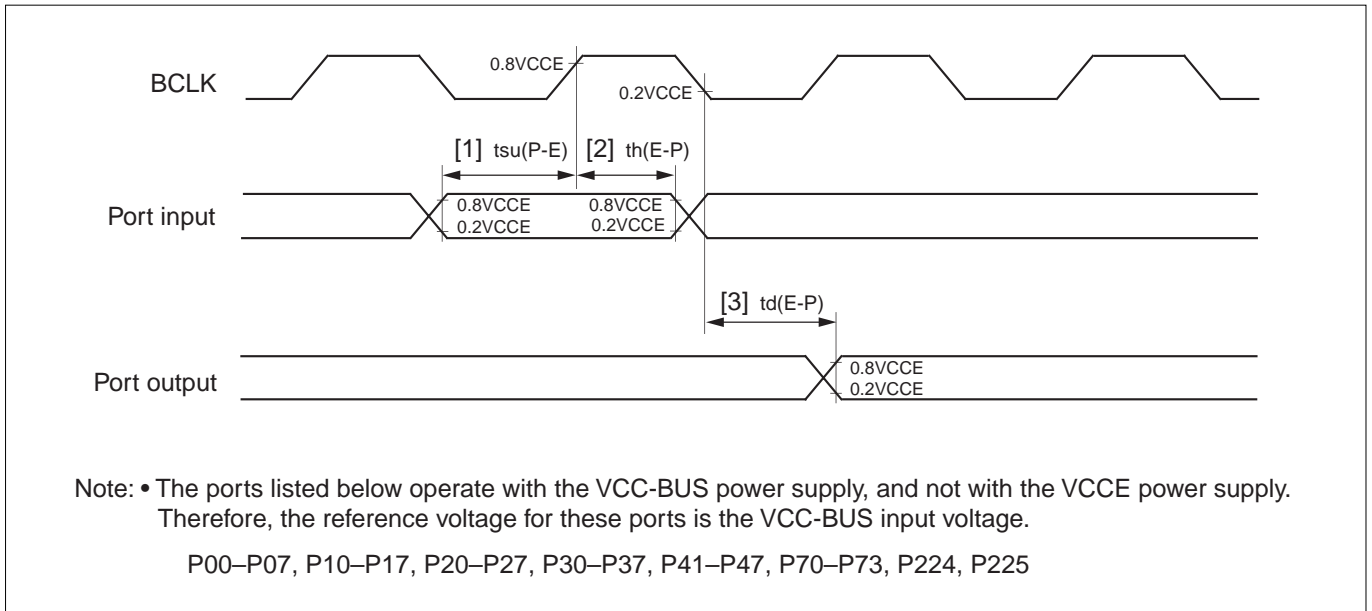 BCLK
0.8VCCE
0.2VCCE
[1] tsu(P-E)
[2] th(E-P)
Port input
0.8VCCE
0.2VCCE
0.8VCCE
0.2VCCE
[3] td(E-P)
Port output
0.8VCCE
0.2VCCE
Note: • The ports listed below operate with the VCC-BUS power supply, and not with the VCCE power supply.
Therefore, the reference voltage for these ports is the VCC-BUS input voltage.
P00–P07, P10–P17, P20–P27, P30–P37, P41–P47, P70–P73, P224, P225